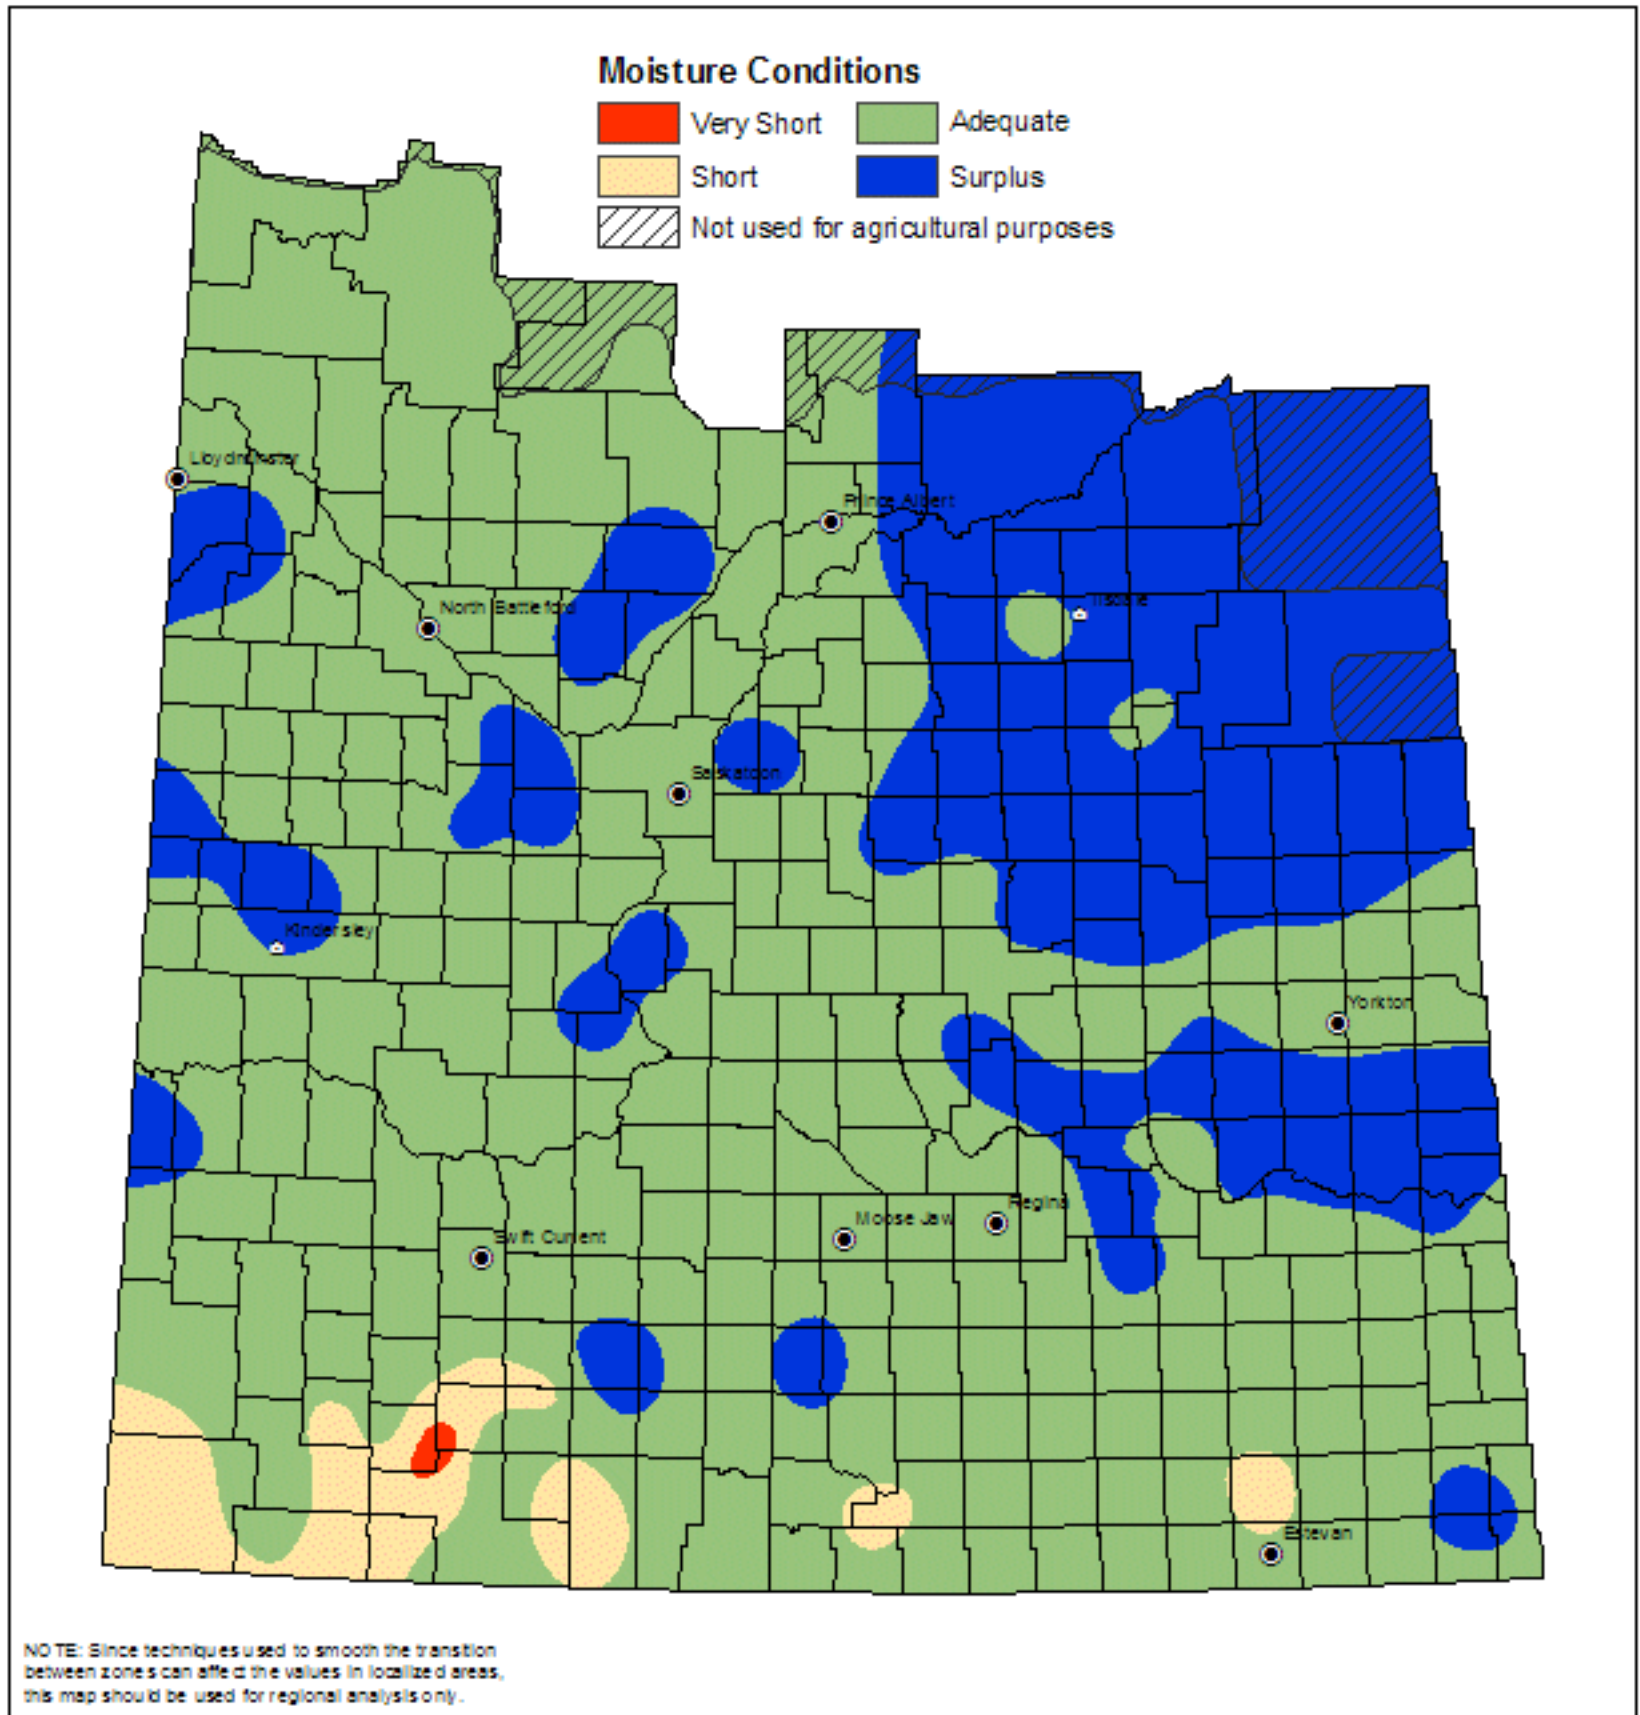 Moisture Conditions
Very Short
Adequate
Short
Surplus
Not used for agricultural purposes
Lloydminster
Prince Albert
North Battleford
Tisdale
Saskatoon
Kindersley
Yorkton
Regina
Moose Jaw
Swift Current
Estevan
NOTE: Since techniques used to smooth the transition
between zones can affect the values in localized areas,
this map should be used for regional analysis only.